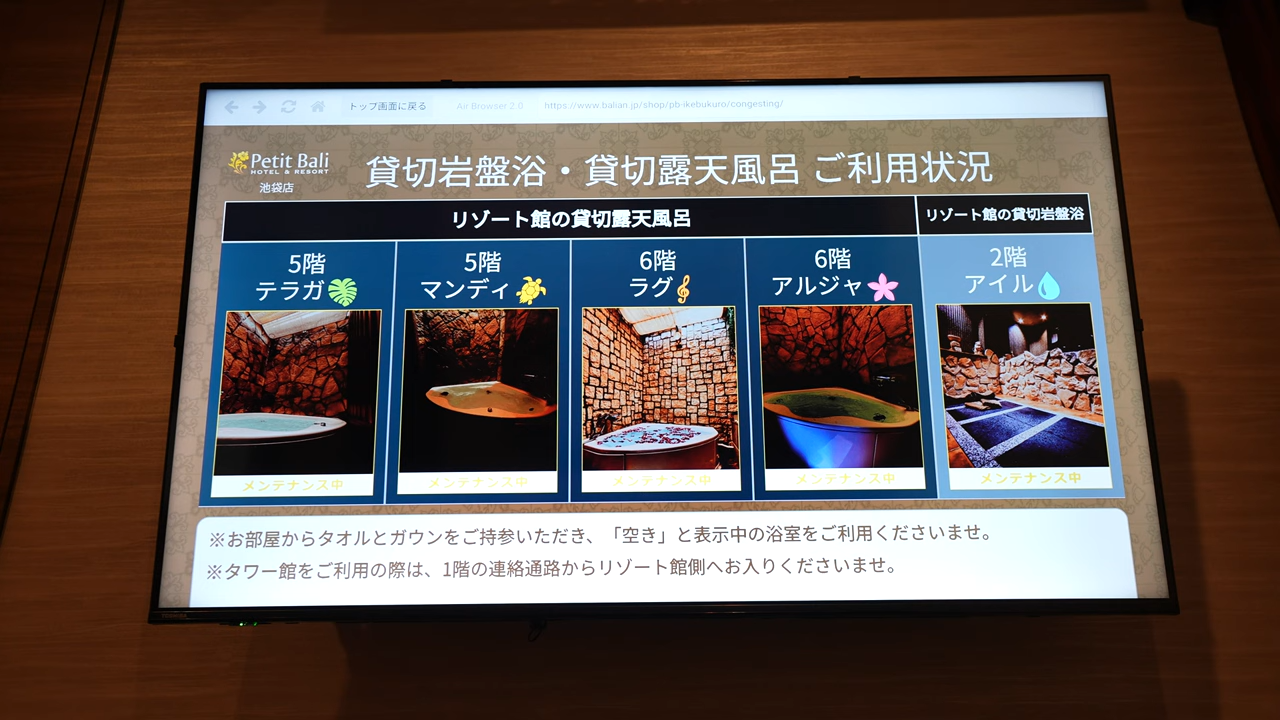 トップ画面に戻る Air Browser 2.0 https://www.balian.jp/shop/pb-ikebukuro/congesting/
Petit Bali
HOTEL & RESORT
池袋店
貸切岩盤浴・貸切露天風呂 ご利用状況
リゾート館の貸切露天風呂
リゾート館の貸切岩盤浴
5階
テラガ
メンテナンス中
5階
マンディ
メンテナンス中
6階
ラグ
メンテナンス中
6階
アルジャ
メンテナンス中
2階
アイル
メンテナンス中
※お部屋からタオルとガウンをご持参いただき、「空き」と表示中の浴室をご利用くださいませ。
※タワー館をご利用の際は、1階の連絡通路からリゾート館側へお入りくださいませ。
TOSHIBA